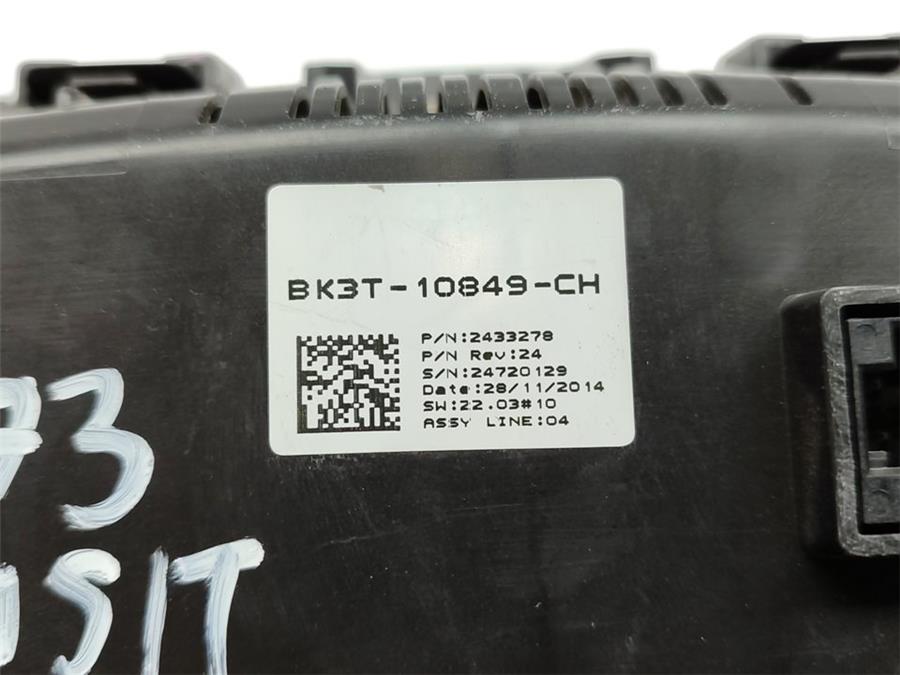 BK3T-10849-CH
P/N:2433278
P/N Rev:24
S/N:24720129
Date:28/11/2014
SW:22.03#10
ASSY LINE:04